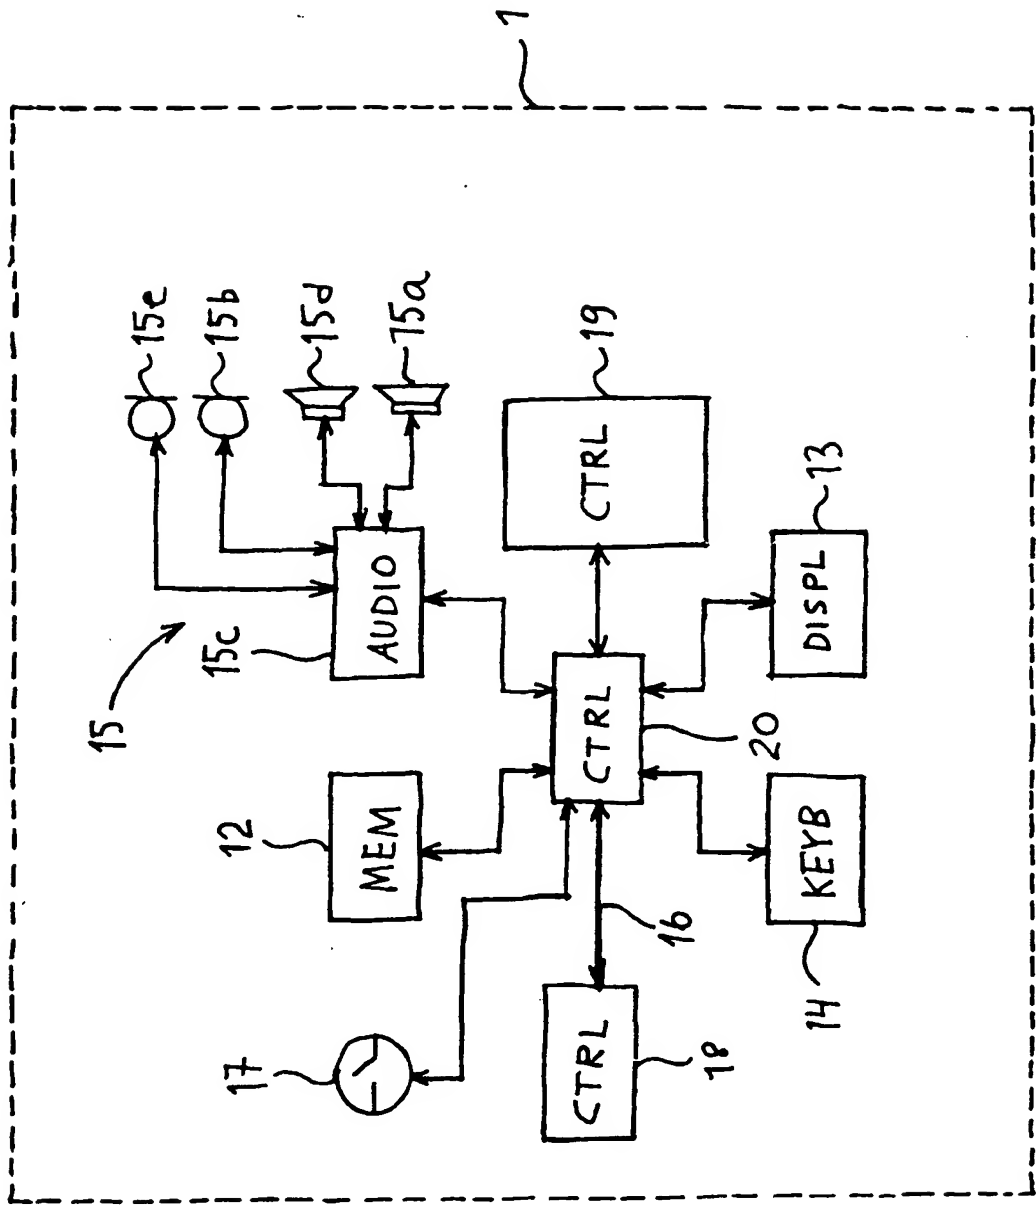 15
15e
17
12
15c
15b
15d
MEM
AUDIO
15a
1
CTRL
CTRL
CTRL
19
16
18
20
14
KEYB
DISPL
13